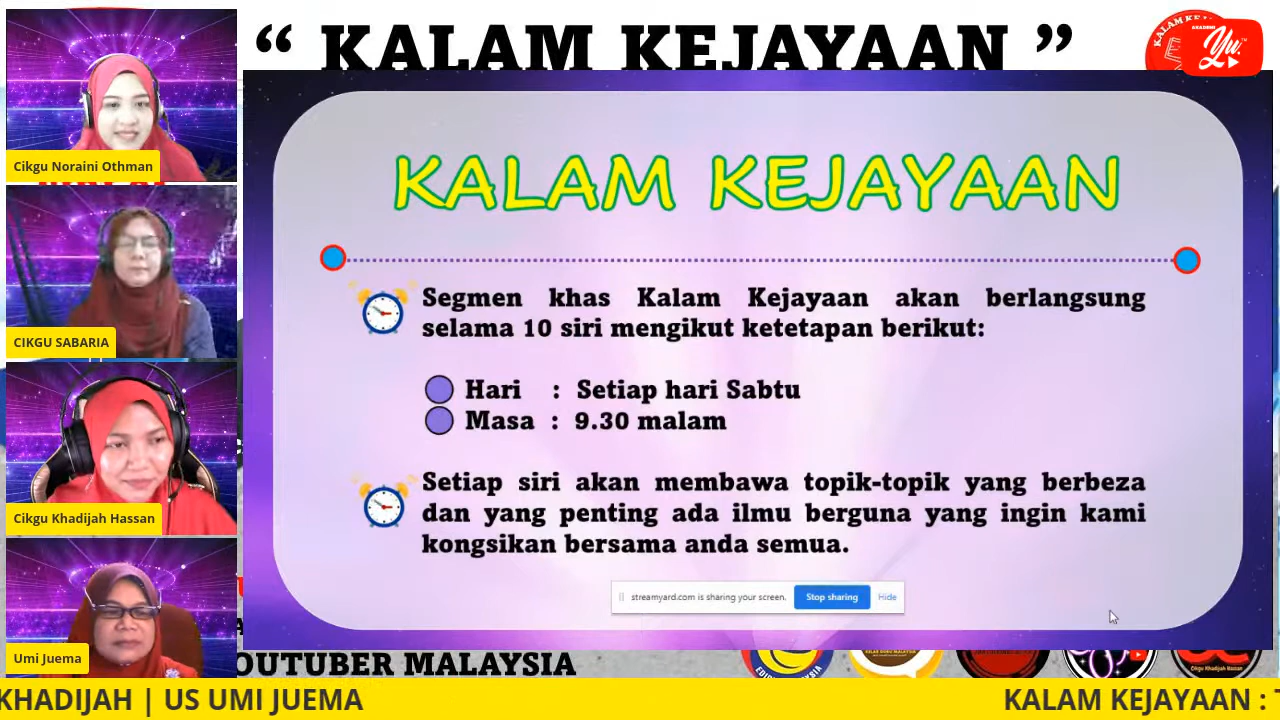 “ KALAM KEJAYAAN ”
KALAM KEJAYAAN
Segmen khas Kalam Kejayaan akan berlangsung
selama 10 siri mengikut ketetapan berikut:
Hari : Setiap hari Sabtu
Masa : 9.30 malam
Setiap siri akan membawa topik-topik yang berbeza
dan yang penting ada ilmu berguna yang ingin kami
kongsikan bersama anda semua.
streamyard.com is sharing your screen. Stop sharing Hide
Cikgu Noraini Othman
CIKGU SABARIA
Cikgu Khadijah Hassan
Umi Juema
OUTUBER MALAYSIA
Cikgu Khadijah Hassan
KHADIJAH | US UMI JUEMA KALAM KEJAYAAN :